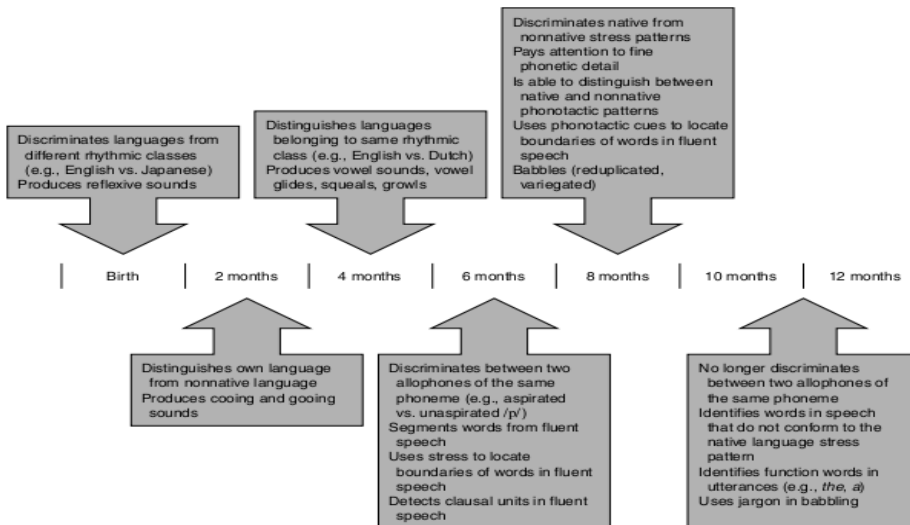 Discriminates languages from
different rhythmic classes
(e.g., English vs. Japanese)
Produces reflexive sounds
Distinguishes languages
belonging to same rhythmic
class (e.g., English vs. Dutch)
Produces vowel sounds, vowel
glides, squeals, growls
Discriminates native from
nonnative stress patterns
Pays attention to fine
phonetic detail
Is able to distinguish between
native and nonnative
phonotactic patterns
Uses phonotactic cues to locate
boundaries of words in fluent
speech
Babbles (reduplicated,
variegated)
Birth 2 months 4 months 6 months 8 months 10 months 12 months
Distinguishes own language
from nonnative language
Produces cooing and gooing
sounds
Discriminates between two
allophones of the same
phoneme (e.g., aspirated
vs. unaspirated /p/)
Segments words from fluent
speech
Uses stress to locate
boundaries of words in fluent
speech
Detects clausal units in fluent
speech
No longer discriminates
between two allophones of
the same phoneme
Identifies words in speech
that do not conform to the
native language stress
pattern
Identifies function words in
utterances (e.g., the, a)
Uses jargon in babbling